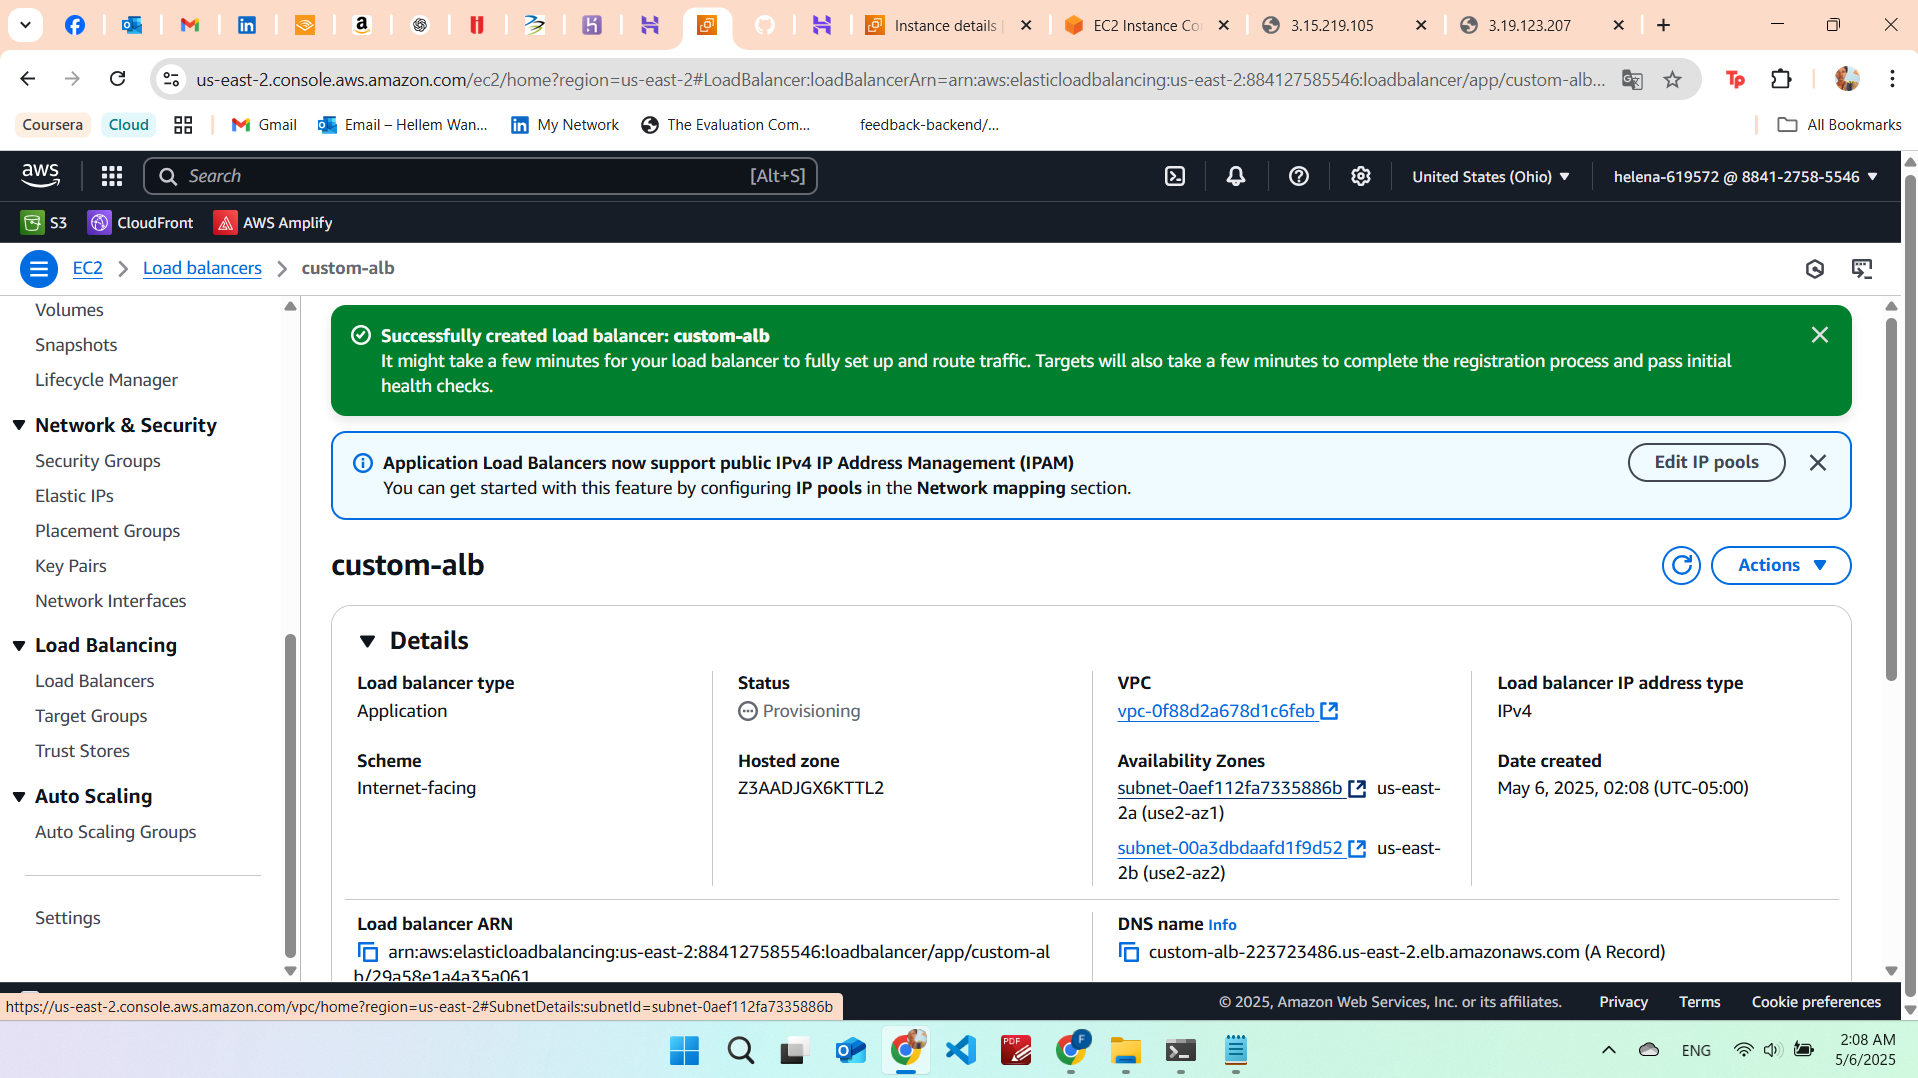 Instance details
EC2 Instance Co
3.15.219.105
3.19.123.207
us-east-2.console.aws.amazon.com/ec2/home?region=us-east-2#LoadBalancer:loadBalancerArn=arn:aws:elasticloadbalancing:us-east-2:884127585546:loadbalancer/app/custom-alb...
Coursera
Cloud
Gmail
Email – Hellem Wan...
My Network
The Evaluation Com...
feedback-backend/...
All Bookmarks
aws
Search
[Alt+S]
United States (Ohio)
helena-619572 @ 8841-2758-5546
S3
CloudFront
AWS Amplify
EC2
Load balancers
custom-alb
Volumes
Snapshots
Lifecycle Manager
Network & Security
Security Groups
Elastic IPs
Placement Groups
Key Pairs
Network Interfaces
Load Balancing
Load Balancers
Target Groups
Trust Stores
Auto Scaling
Auto Scaling Groups
Settings
Successfully created load balancer: custom-alb
It might take a few minutes for your load balancer to fully set up and route traffic. Targets will also take a few minutes to complete the registration process and pass initial
health checks.
Application Load Balancers now support public IPv4 IP Address Management (IPAM)
You can get started with this feature by configuring IP pools in the Network mapping section.
Edit IP pools
custom-alb
Actions
Details
Load balancer type
Application
Status
Provisioning
VPC
vpc-0f88d2a678d1c6feb
Load balancer IP address type
IPv4
Scheme
Internet-facing
Hosted zone
Z3AADJGX6KTTL2
Availability Zones
subnet-0aef112fa7335886b us-east-
2a (use2-az1)
subnet-00a3dbdaafd1f9d52 us-east-
2b (use2-az2)
Date created
May 6, 2025, 02:08 (UTC-05:00)
Load balancer ARN
arn:aws:elasticloadbalancing:us-east-2:884127585546:loadbalancer/app/custom-al
b/29a58e1a4a35a061
DNS name Info
custom-alb-223723486.us-east-2.elb.amazonaws.com (A Record)
https://us-east-2.console.aws.amazon.com/vpc/home?region=us-east-2#SubnetDetails:subnetId=subnet-0aef112fa7335886b
© 2025, Amazon Web Services, Inc. or its affiliates.
Privacy
Terms
Cookie preferences
PDF
F
ENG
2:08 AM
5/6/2025